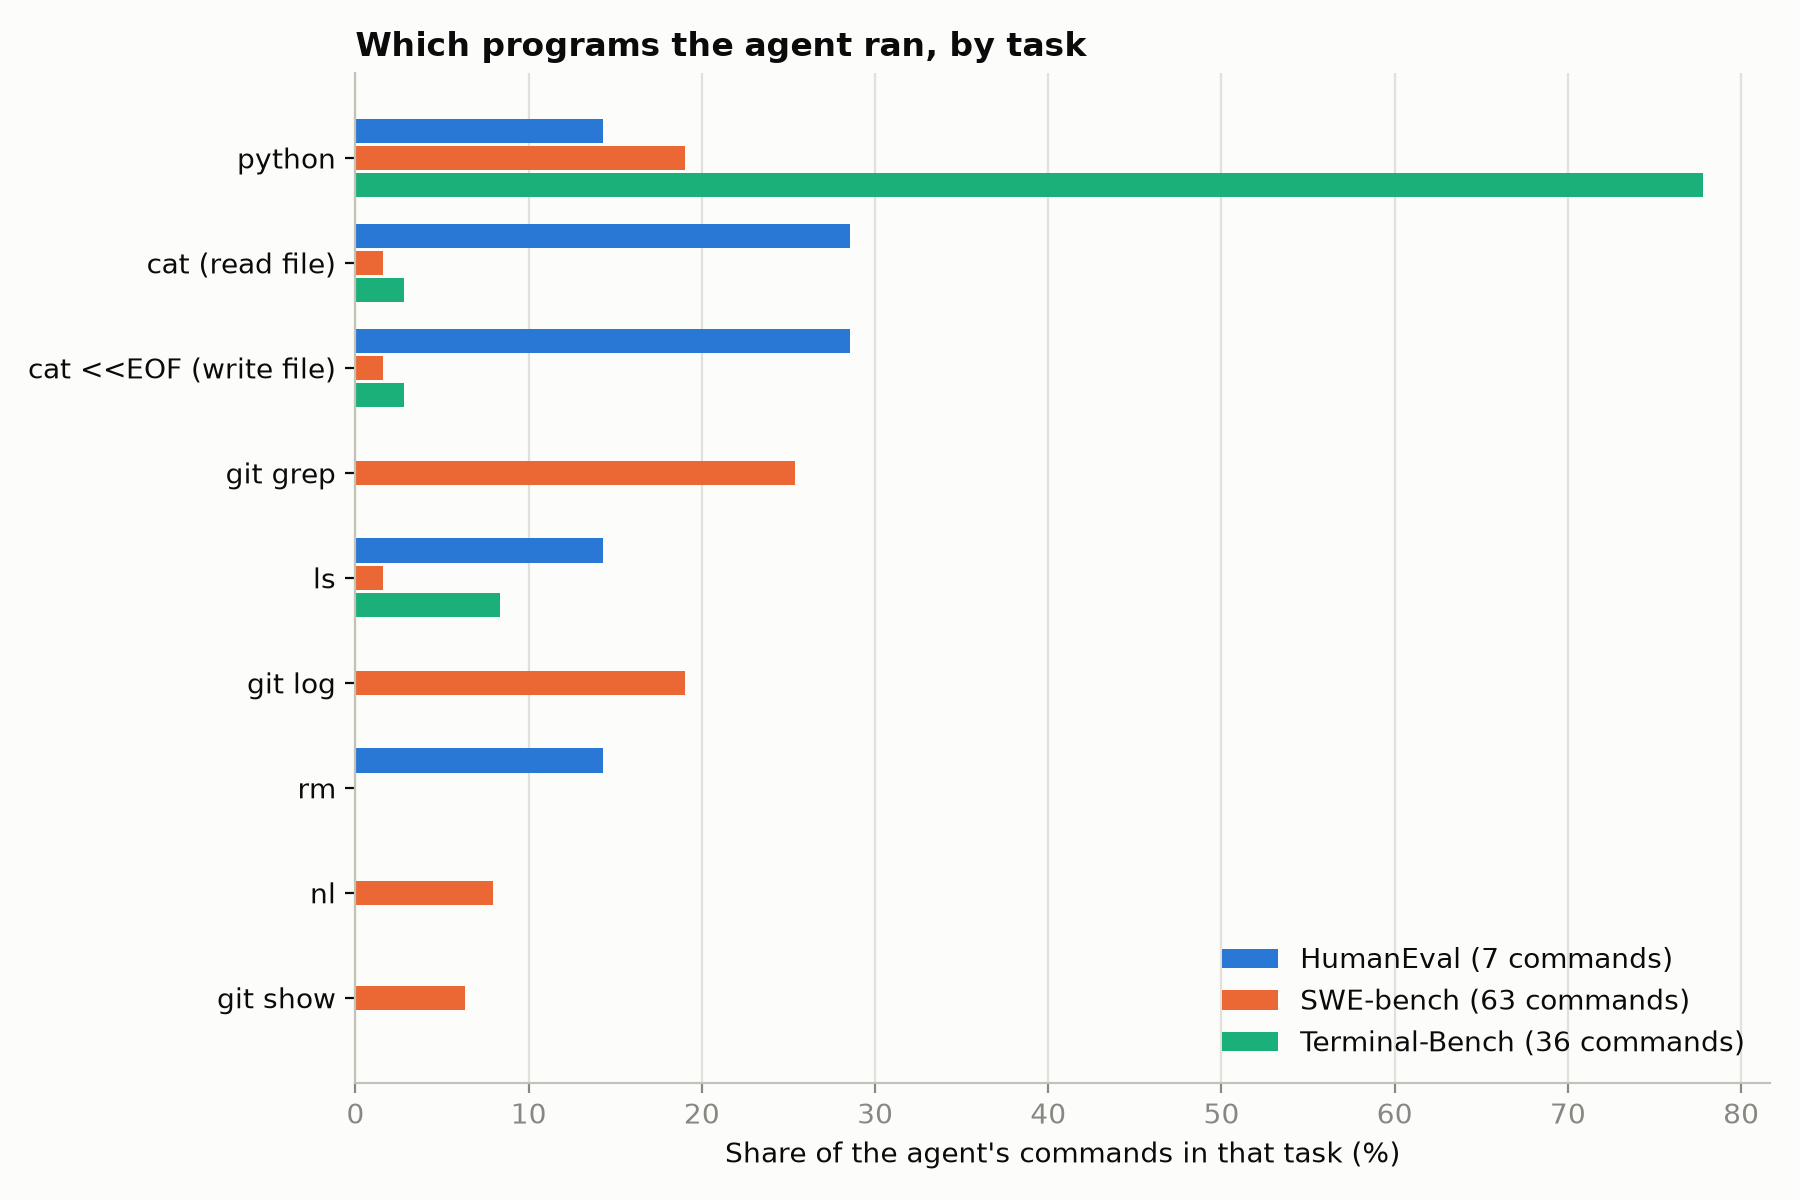 Which programs the agent ran, by task
python
cat (read file)
cat <<EOF (write file)
git grep
ls
git log
rm
nl
git show
HumanEval (7 commands)
SWE-bench (63 commands)
Terminal-Bench (36 commands)
0 10 20 30 40 50 60 70 80
Share of the agent's commands in that task (%)